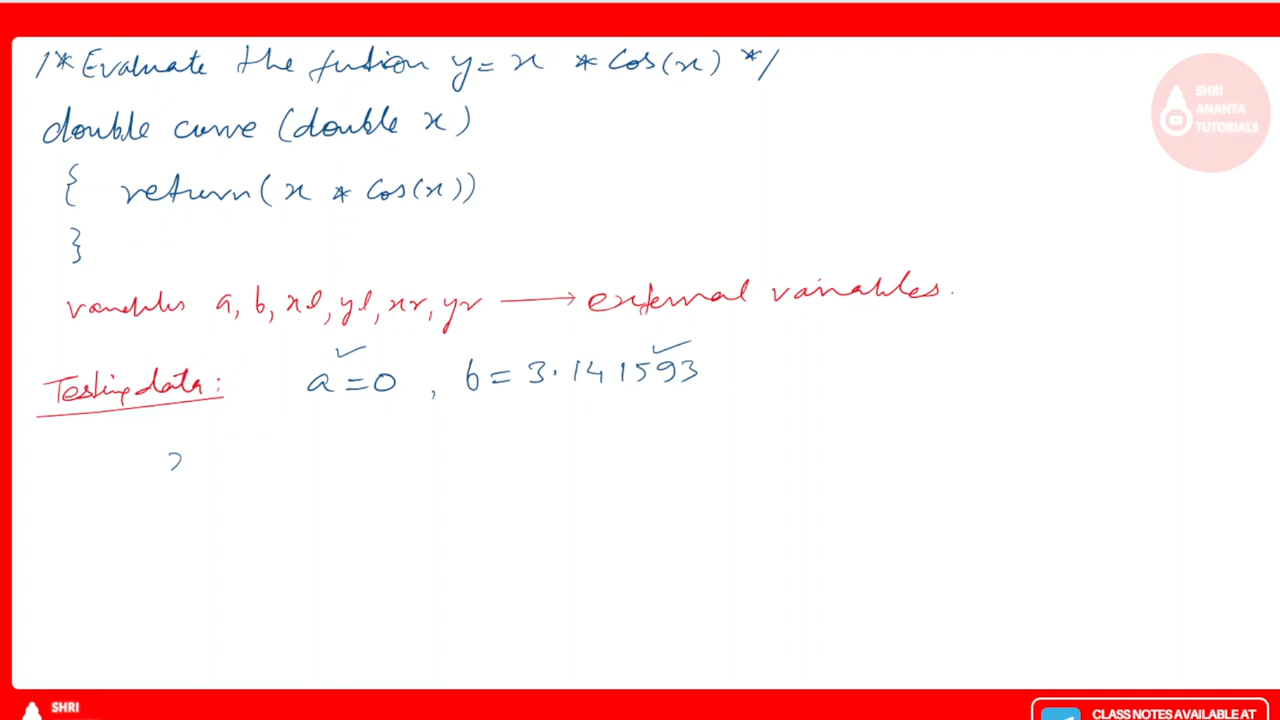 /* Evaluate the fution y = x * Cos(x) */
SHRI
ANANTA
TUTORIALS
double curve (double x)
{ return( x * Cos(x))
}
variables a, b, xl, yl, xr, yr → external variables.
Testing data: a = 0 , b = 3.141593
SHRI
CLASS NOTES AVAILABLE AT